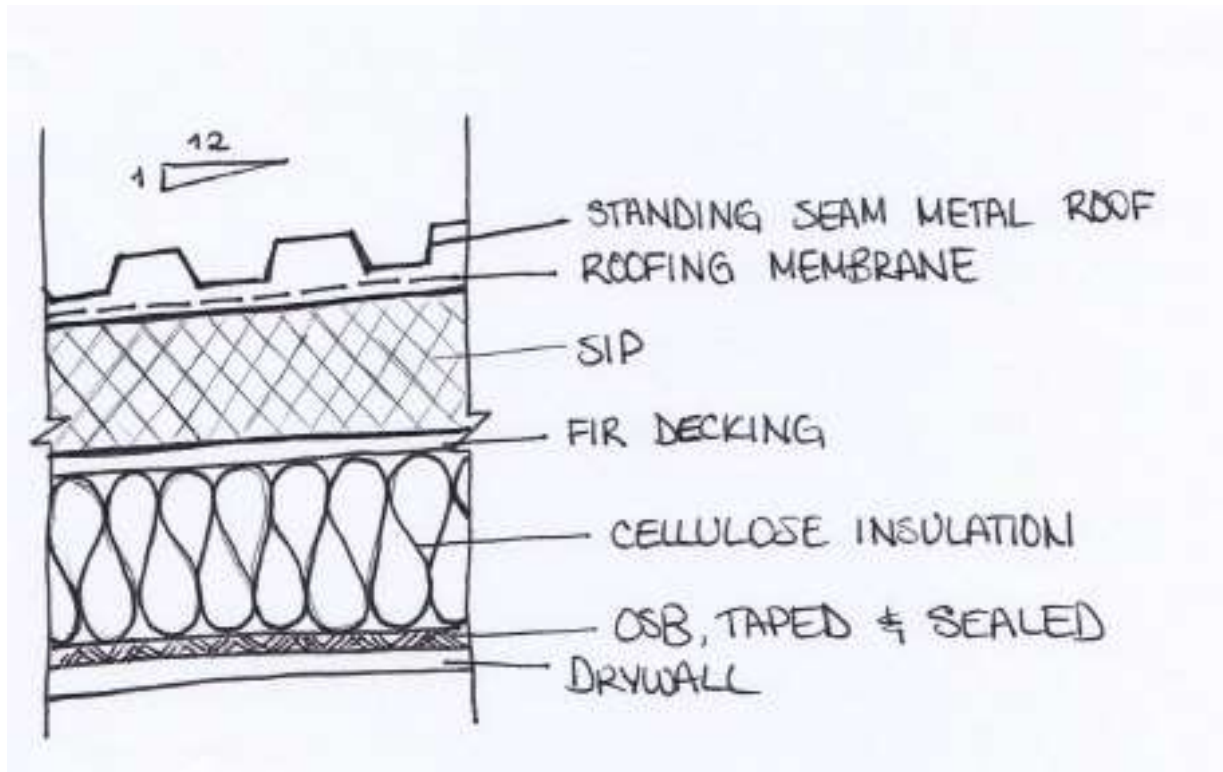 12
1
STANDING SEAM METAL ROOF
ROOFING MEMBRANE
SIP
FIR DECKING
CELLULOSE INSULATION
OSB, TAPED & SEALED
DRYWALL